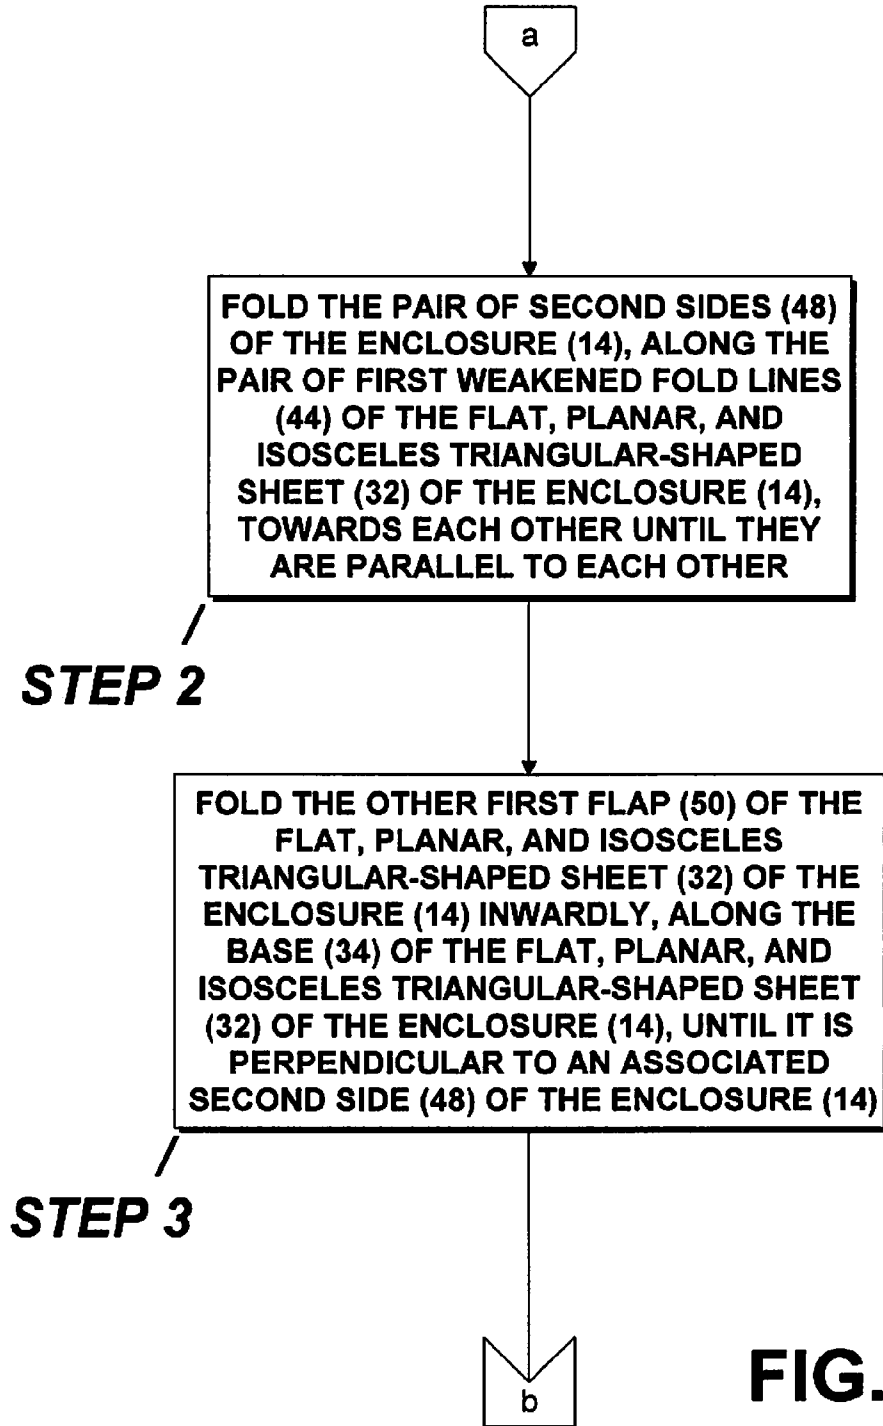 a
FOLD THE PAIR OF SECOND SIDES (48)
OF THE ENCLOSURE (14), ALONG THE
PAIR OF FIRST WEAKENED FOLD LINES
(44) OF THE FLAT, PLANAR, AND
ISOSCELES TRIANGULAR-SHAPED
SHEET (32) OF THE ENCLOSURE (14),
TOWARDS EACH OTHER UNTIL THEY
ARE PARALLEL TO EACH OTHER
STEP 2
FOLD THE OTHER FIRST FLAP (50) OF THE
FLAT, PLANAR, AND ISOSCELES
TRIANGULAR-SHAPED SHEET (32) OF THE
ENCLOSURE (14) INWARDLY, ALONG THE
BASE (34) OF THE FLAT, PLANAR, AND
ISOSCELES TRIANGULAR-SHAPED SHEET
(32) OF THE ENCLOSURE (14), UNTIL IT IS
PERPENDICULAR TO AN ASSOCIATED
SECOND SIDE (48) OF THE ENCLOSURE (14)
STEP 3
b
FIG.